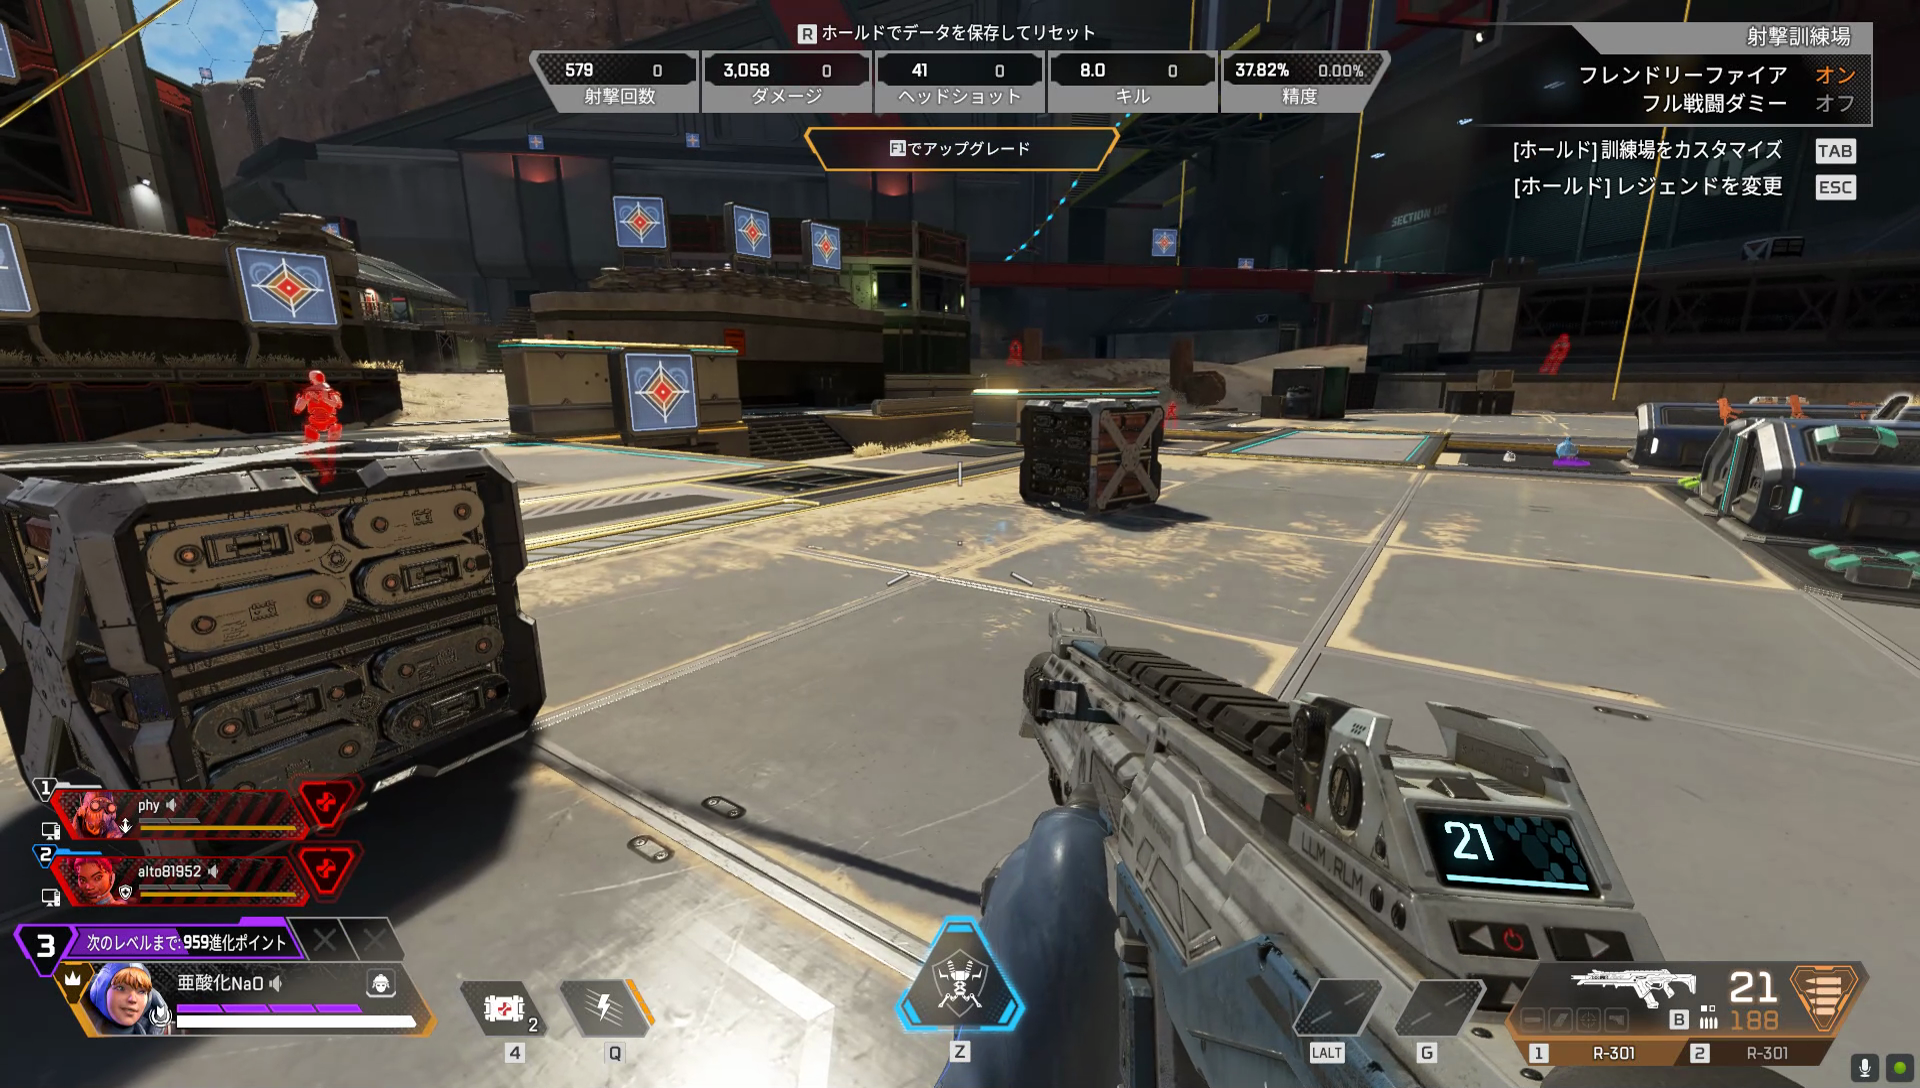 R ホールドでデータを保存してリセット
579 0 3,058 0 41 0 8.0 0 37.82% 0.00%
射撃回数 ダメージ ヘッドショット キル 精度
F1でアップグレード
射撃訓練場
フレンドリーファイア オン
フル戦闘ダミー オフ
[ホールド]訓練場をカスタマイズ TAB
[ホールド]レジェンドを変更 ESC
SECTION 02
1 phy
2 alto81952
3 次のレベルまで:959進化ポイント
亜酸化NaO
2
4
Q
Z
LALT
G
LLM.RLM
21
21
B 188
1 R-301 2 R-301